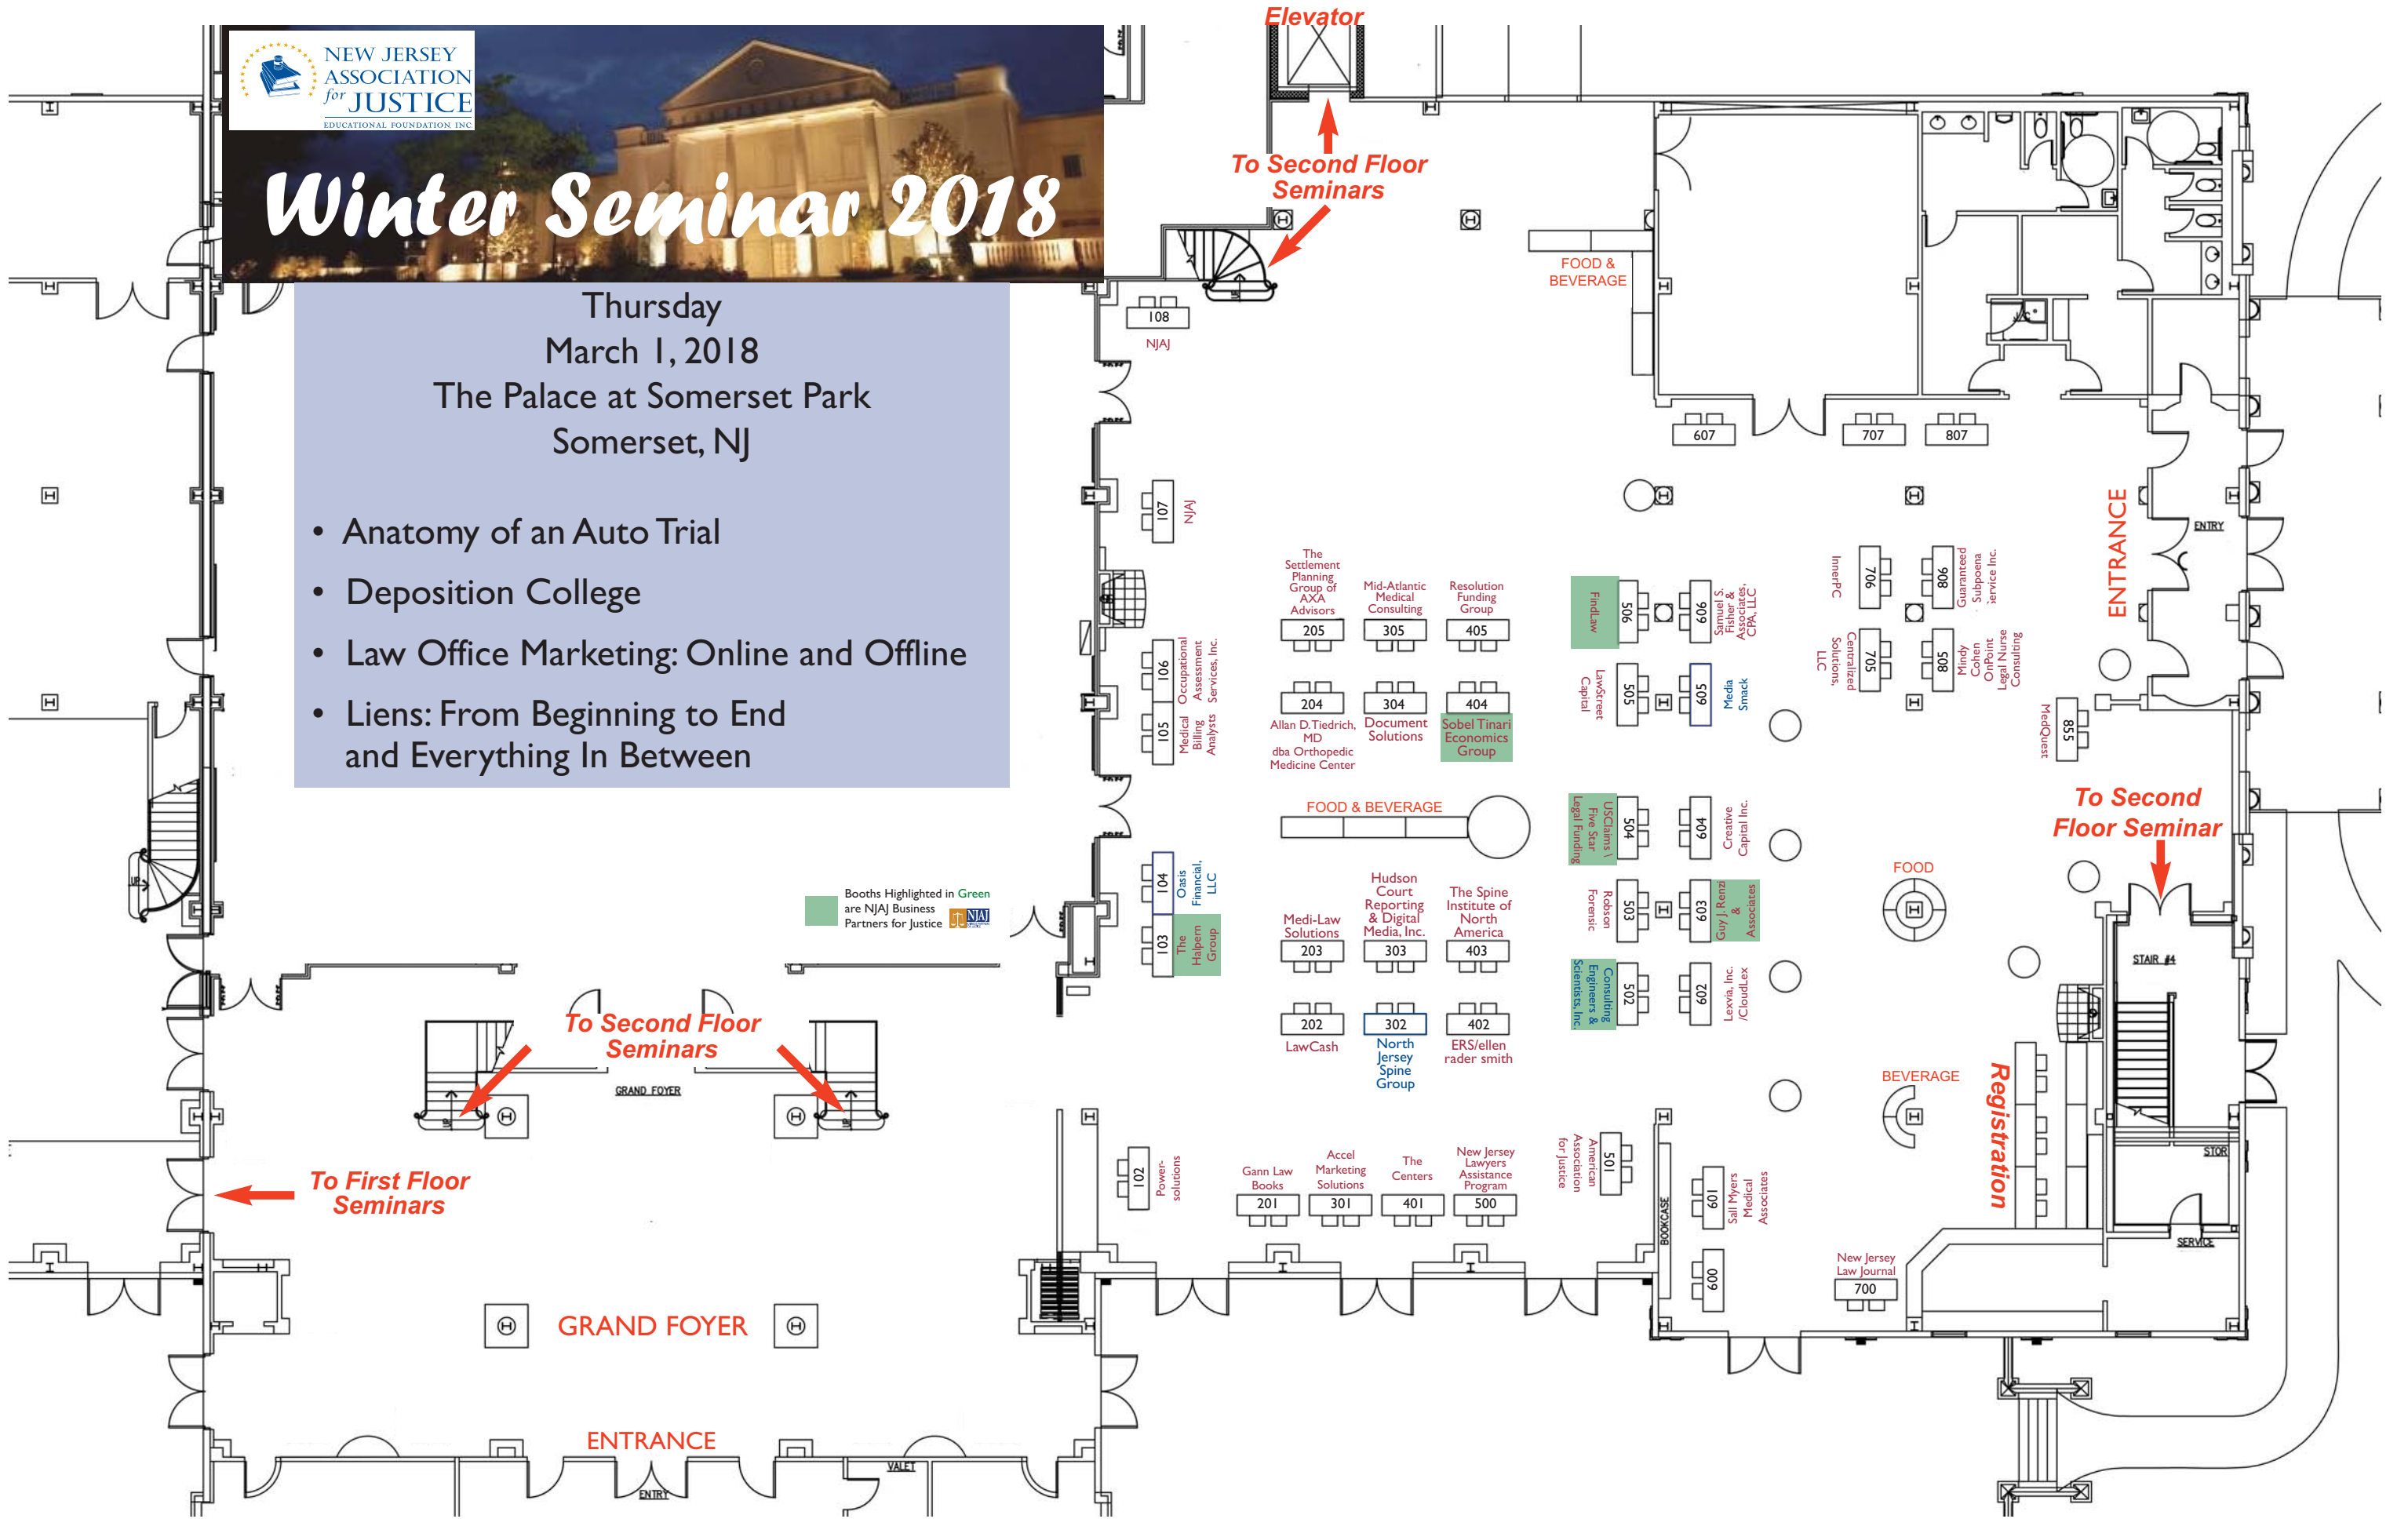 Elevator
NEW JERSEY
ASSOCIATION
for JUSTICE
EDUCATIONAL FOUNDATION, INC
Winter Seminar 2018
To Second Floor
Seminars
UP
FOOD &
BEVERAGE
Thursday
March 1, 2018
The Palace at Somerset Park
Somerset, NJ
• Anatomy of an Auto Trial
• Deposition College
• Law Office Marketing: Online and Offline
• Liens: From Beginning to End
and Everything In Between
Booths Highlighted in Green
are NJAJ Business
Partners for Justice
NJAJ
108
NJAJ
107
NJAJ
106
Occupational
Assessment
Services, Inc.
105
Medical
Billing
Analysts
104
Oasis
Financial,
LLC
103
The
Halpern
Group
102
Power-
solutions
The
Settlement
Planning
Group of
AXA
Advisors
205
Mid-Atlantic
Medical
Consulting
305
Resolution
Funding
Group
405
204
Allan D. Tiedrich,
MD
dba Orthopedic
Medicine Center
304
Document
Solutions
404
Sobel Tinari
Economics
Group
FOOD & BEVERAGE
Medi-Law
Solutions
203
Hudson
Court
Reporting
& Digital
Media, Inc.
303
The Spine
Institute of
North
America
403
202
LawCash
302
North
Jersey
Spine
Group
402
ERS/ellen
rader smith
Gann Law
Books
201
Accel
Marketing
Solutions
301
The
Centers
401
New Jersey
Lawyers
Assistance
Program
500
FindLaw
506
606
Samuel S.
Fisher &
Associates,
CPA, LLC
LawStreet
Capital
505
605
Media
Smack
USClaims \
Five Star
Legal Funding
504
604
Creative
Capital Inc.
Robson
Forensic
503
603
Guy J. Renzi
&
Associates
Consulting
Engineers &
Scientists, Inc.
502
602
Lexvia, Inc.
/CloudLex
American
Association
for Justice
501
BOOKCASE
601
Sall Myers
Medical
Associates
600
New Jersey
Law Journal
700
607
707
807
InnerPC
706
806
Guaranteed
Subpoena
Service Inc.
Centralized
Solutions,
LLC
705
805
Mindy
Cohen
OnPoint
Legal Nurse
Consulting
MedQuest
855
ENTRANCE
ENTRY
To Second
Floor Seminar
FOOD
BEVERAGE
Registration
STAIR #4
STOR
SERVICE
UP
To Second Floor
Seminars
GRAND FOYER
UP
UP
To First Floor
Seminars
GRAND FOYER
ENTRANCE
ENTRY
VALET